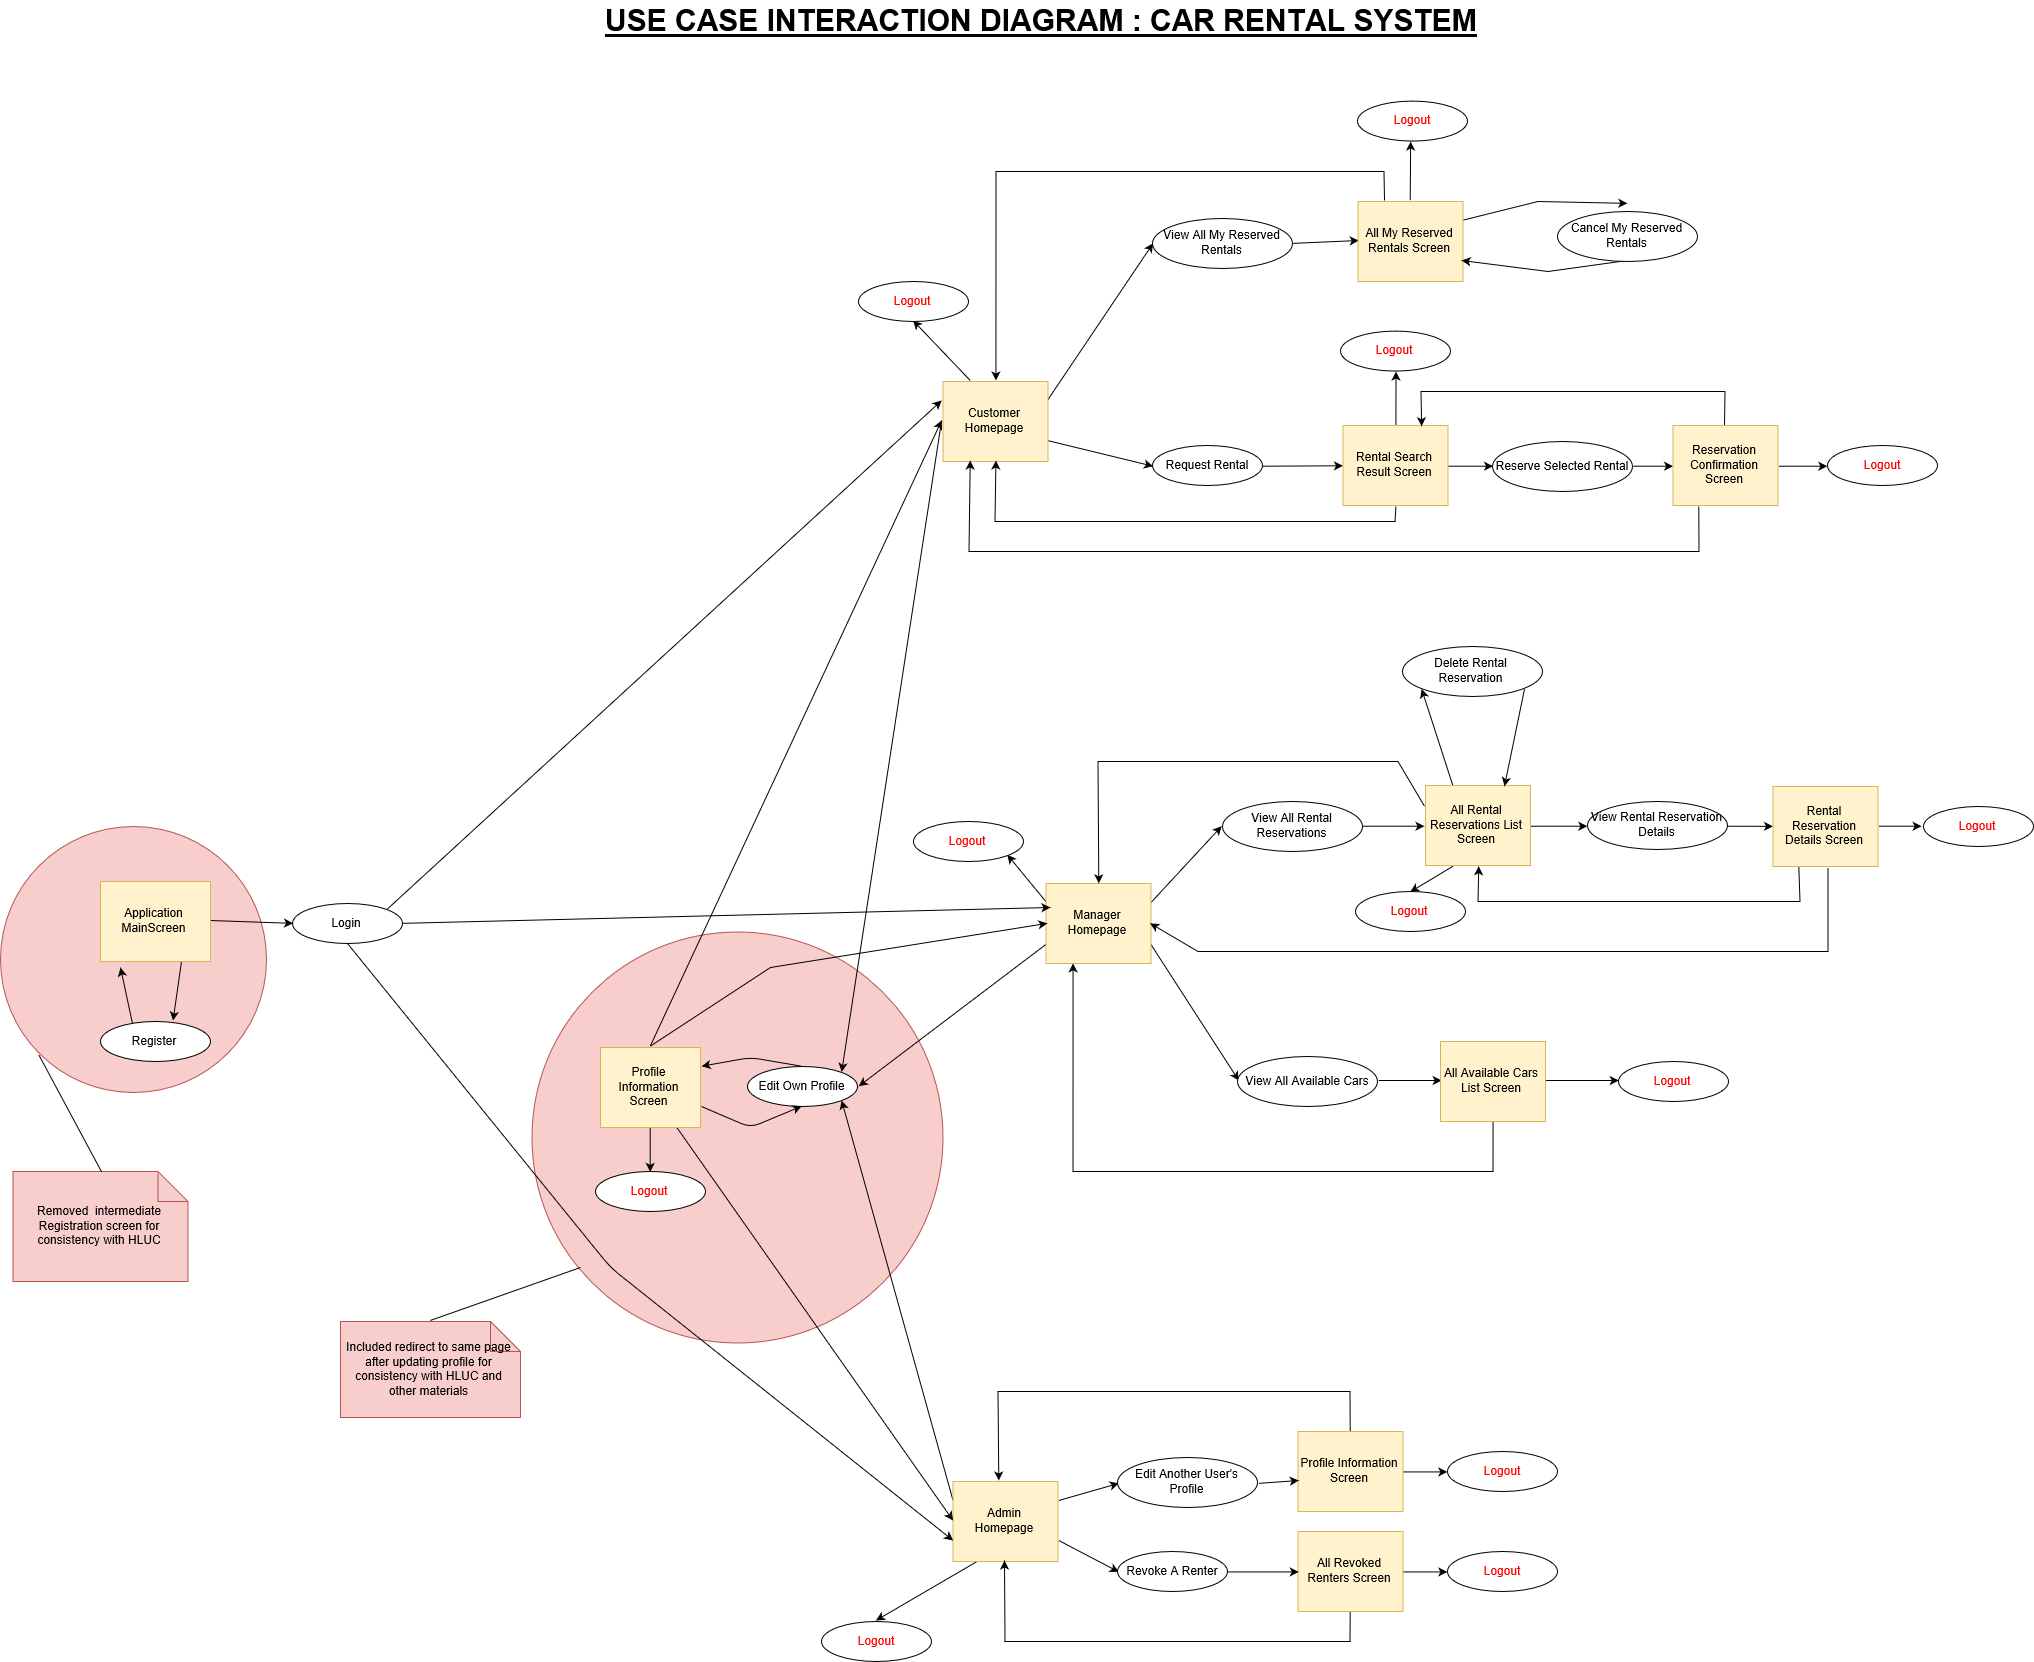 USE CASE INTERACTION DIAGRAM : CAR RENTAL SYSTEM
Logout
View All My Reserved
Rentals
All My Reserved
Rentals Screen
Cancel My Reserved
Rentals
Logout
Logout
Customer
Homepage
Request Rental
Rental Search
Result Screen
Reserve Selected Rental
Reservation
Confirmation
Screen
Logout
Delete Rental
Reservation
View All Rental
Reservations
All Rental
Reservations List
Screen
View Rental Reservation
Details
Rental
Reservation
Details Screen
Logout
Logout
Logout
Application
MainScreen
Login
Manager
Homepage
Register
Profile
Information
Screen
Edit Own Profile
View All Available Cars
All Available Cars
List Screen
Logout
Logout
Removed  intermediate
Registration screen for
consistency with HLUC
Included redirect to same page
after updating profile for
consistency with HLUC and
other materials
Edit Another User's
Profile
Profile Information
Screen
Logout
Admin
Homepage
Revoke A Renter
All Revoked
Renters Screen
Logout
Logout